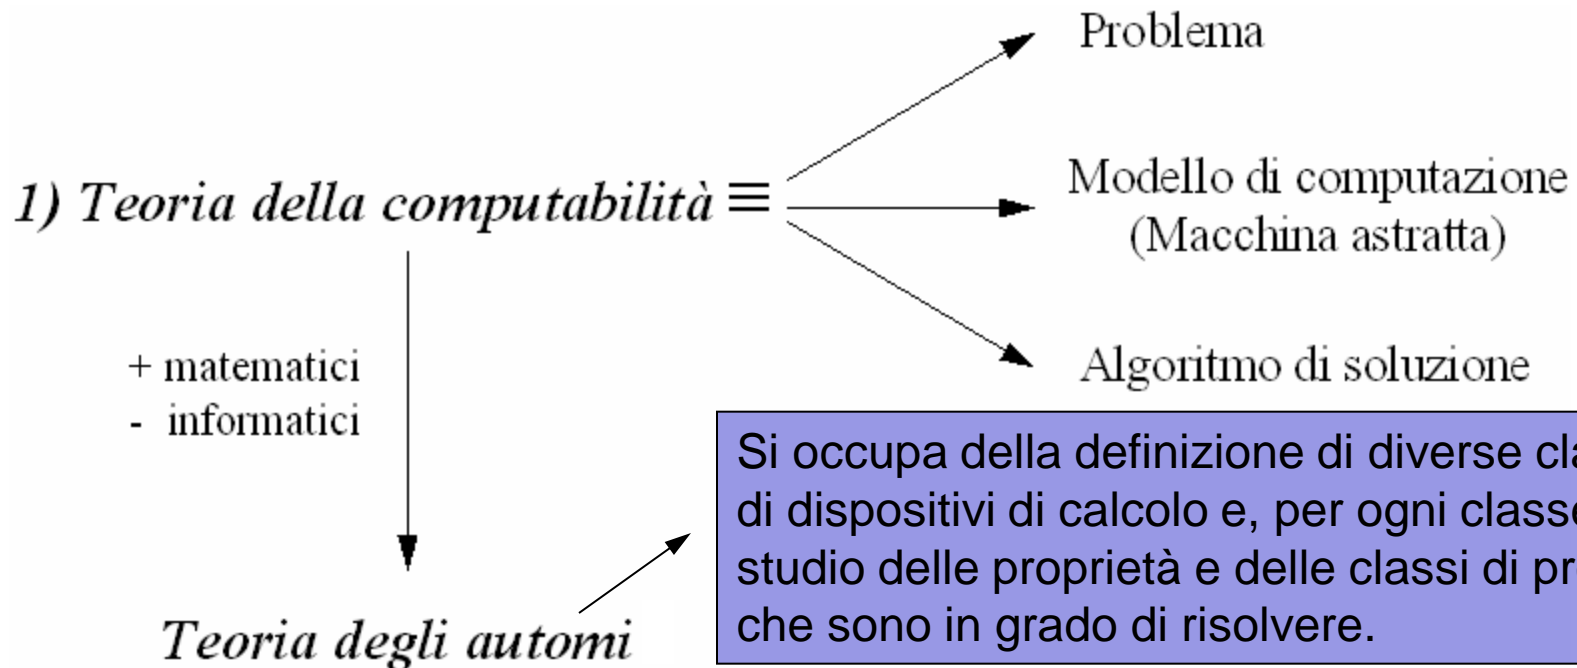 Problema
1) Teoria della computabilità ≡
Modello di computazione
(Macchina astratta)
+ matematici
- informatici
Algoritmo di soluzione
Si occupa della definizione di diverse cla
di dispositivi di calcolo e, per ogni classe
studio delle proprietà e delle classi di pr
che sono in grado di risolvere.
Teoria degli automi